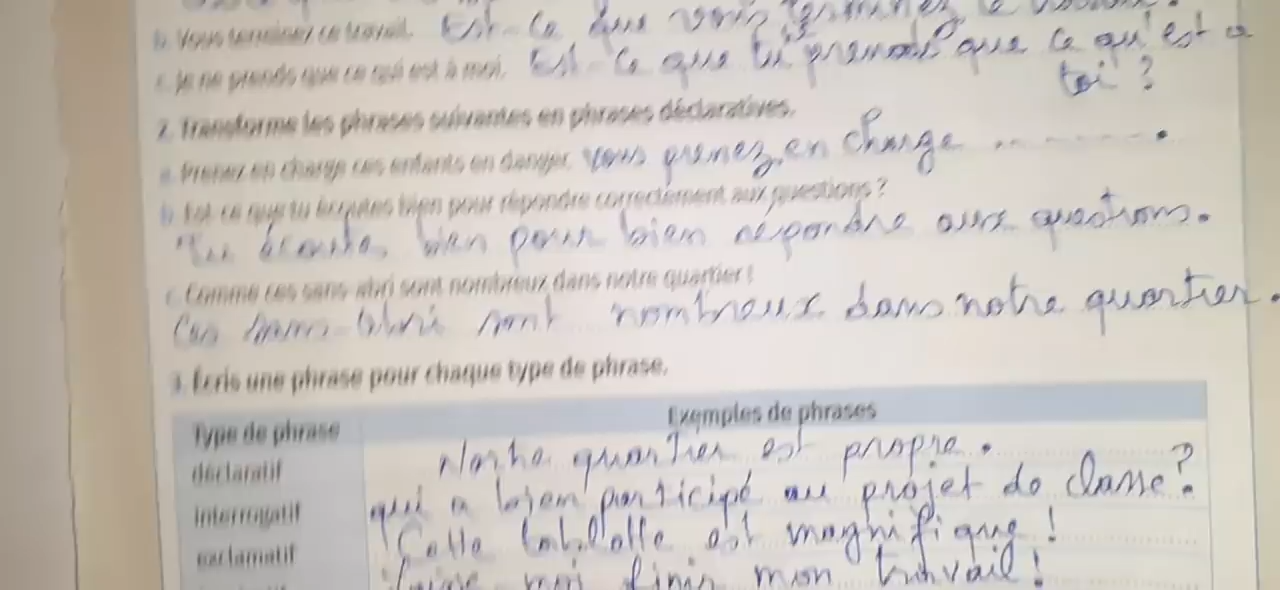 b. Vous terminez ce travail. Est-ce que vous terminez ce
c. Je ne prends que ce qui est à moi. Est-ce que tu prends que ce qu'est a
toi ?
2. Transforme les phrases suivantes en phrases déclaratives.
a. Prenez en charge ces enfants en danger. Vous prenez en charge ...........
b. Est-ce que tu écoutes bien pour répondre correctement aux questions ?
Tu écoutes bien pour bien répondre aux questions.
c. Comme ces sans-abri sont nombreux dans notre quartier !
Ces sans-abri sont nombreux dans notre quartier.
3. Écris une phrase pour chaque type de phrase.
Type de phrase Exemples de phrases
déclaratif Notre quartier est propre.
interrogatif qui a bien participé au projet de classe ?
exclamatif Cette tablette est magnifique !
moi finir mon travail !